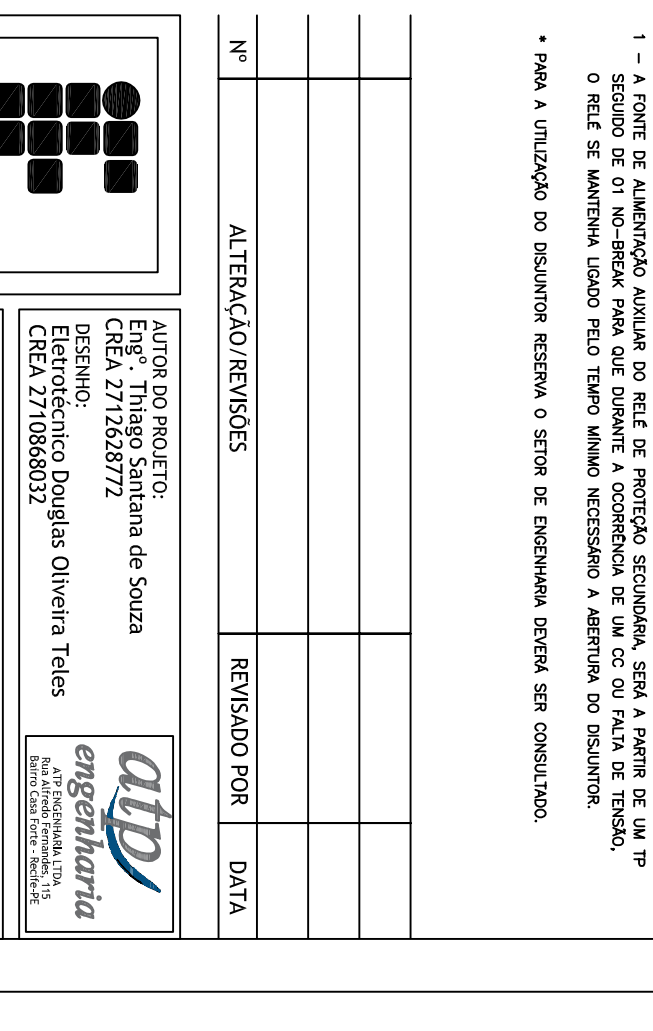 1 – A FONTE DE ALIMENTAÇÃO AUXILIAR DO RELÉ DE PROTEÇÃO SECUNDÁRIA, SERÁ A PARTIR DE UM TP
SEGUIDO DE 01 NO–BREAK PARA QUE DURANTE A OCORRÊNCIA DE UM CC OU FALTA DE TENSÃO,
O RELÉ SE MANTENHA LIGADO PELO TEMPO MÍNIMO NECESSÁRIO A ABERTURA DO DISJUNTOR.
* PARA A UTILIZAÇÃO DO DISJUNTOR RESERVA O SETOR DE ENGENHARIA DEVERÁ SER CONSULTADO.
Nº ALTERAÇÃO/REVISÕES REVISADO POR DATA
AUTOR DO PROJETO:
Engº. Thiago Santana de Souza
CREA 2712628772
DESENHO:
Eletrotécnico Douglas Oliveira Teles
CREA 2710868032
atp
engenharia
ATP ENGENHARIA LTDA
Rua Alfredo Fernandes, 115
Bairro Casa Forte - Recife-PE